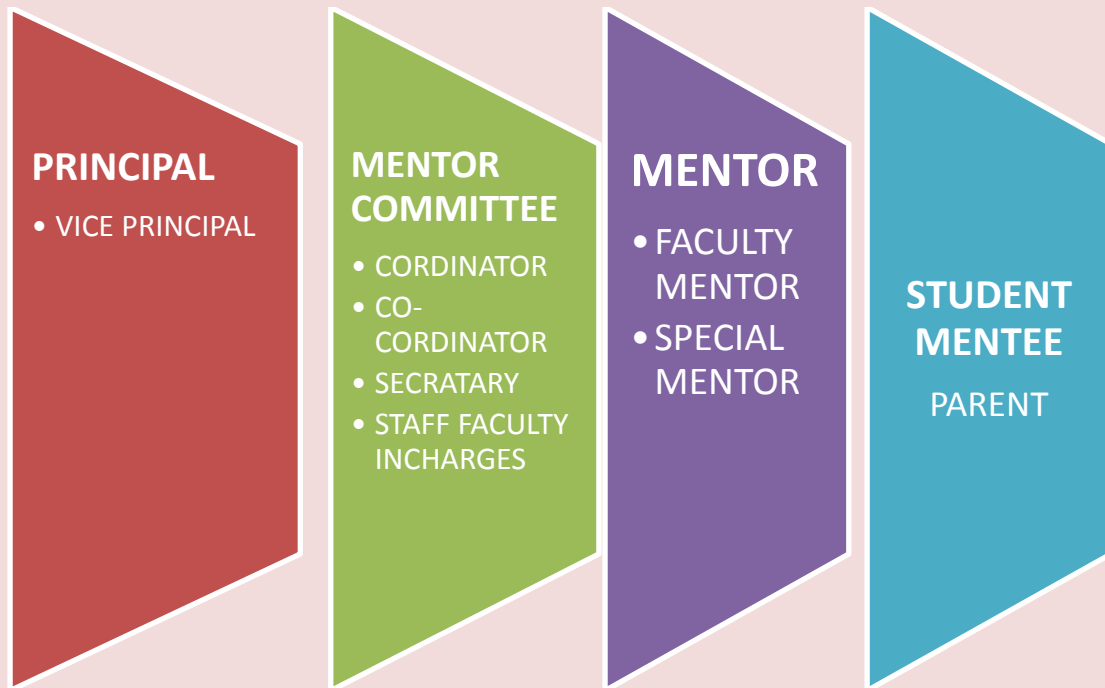 PRINCIPAL
• VICE PRINCIPAL
MENTOR
COMMITTEE
• CORDINATOR
• CO-
CORDINATOR
• SECRATARY
• STAFF FACULTY
INCHARGES
MENTOR
• FACULTY
MENTOR
• SPECIAL
MENTOR
STUDENT
MENTEE
PARENT